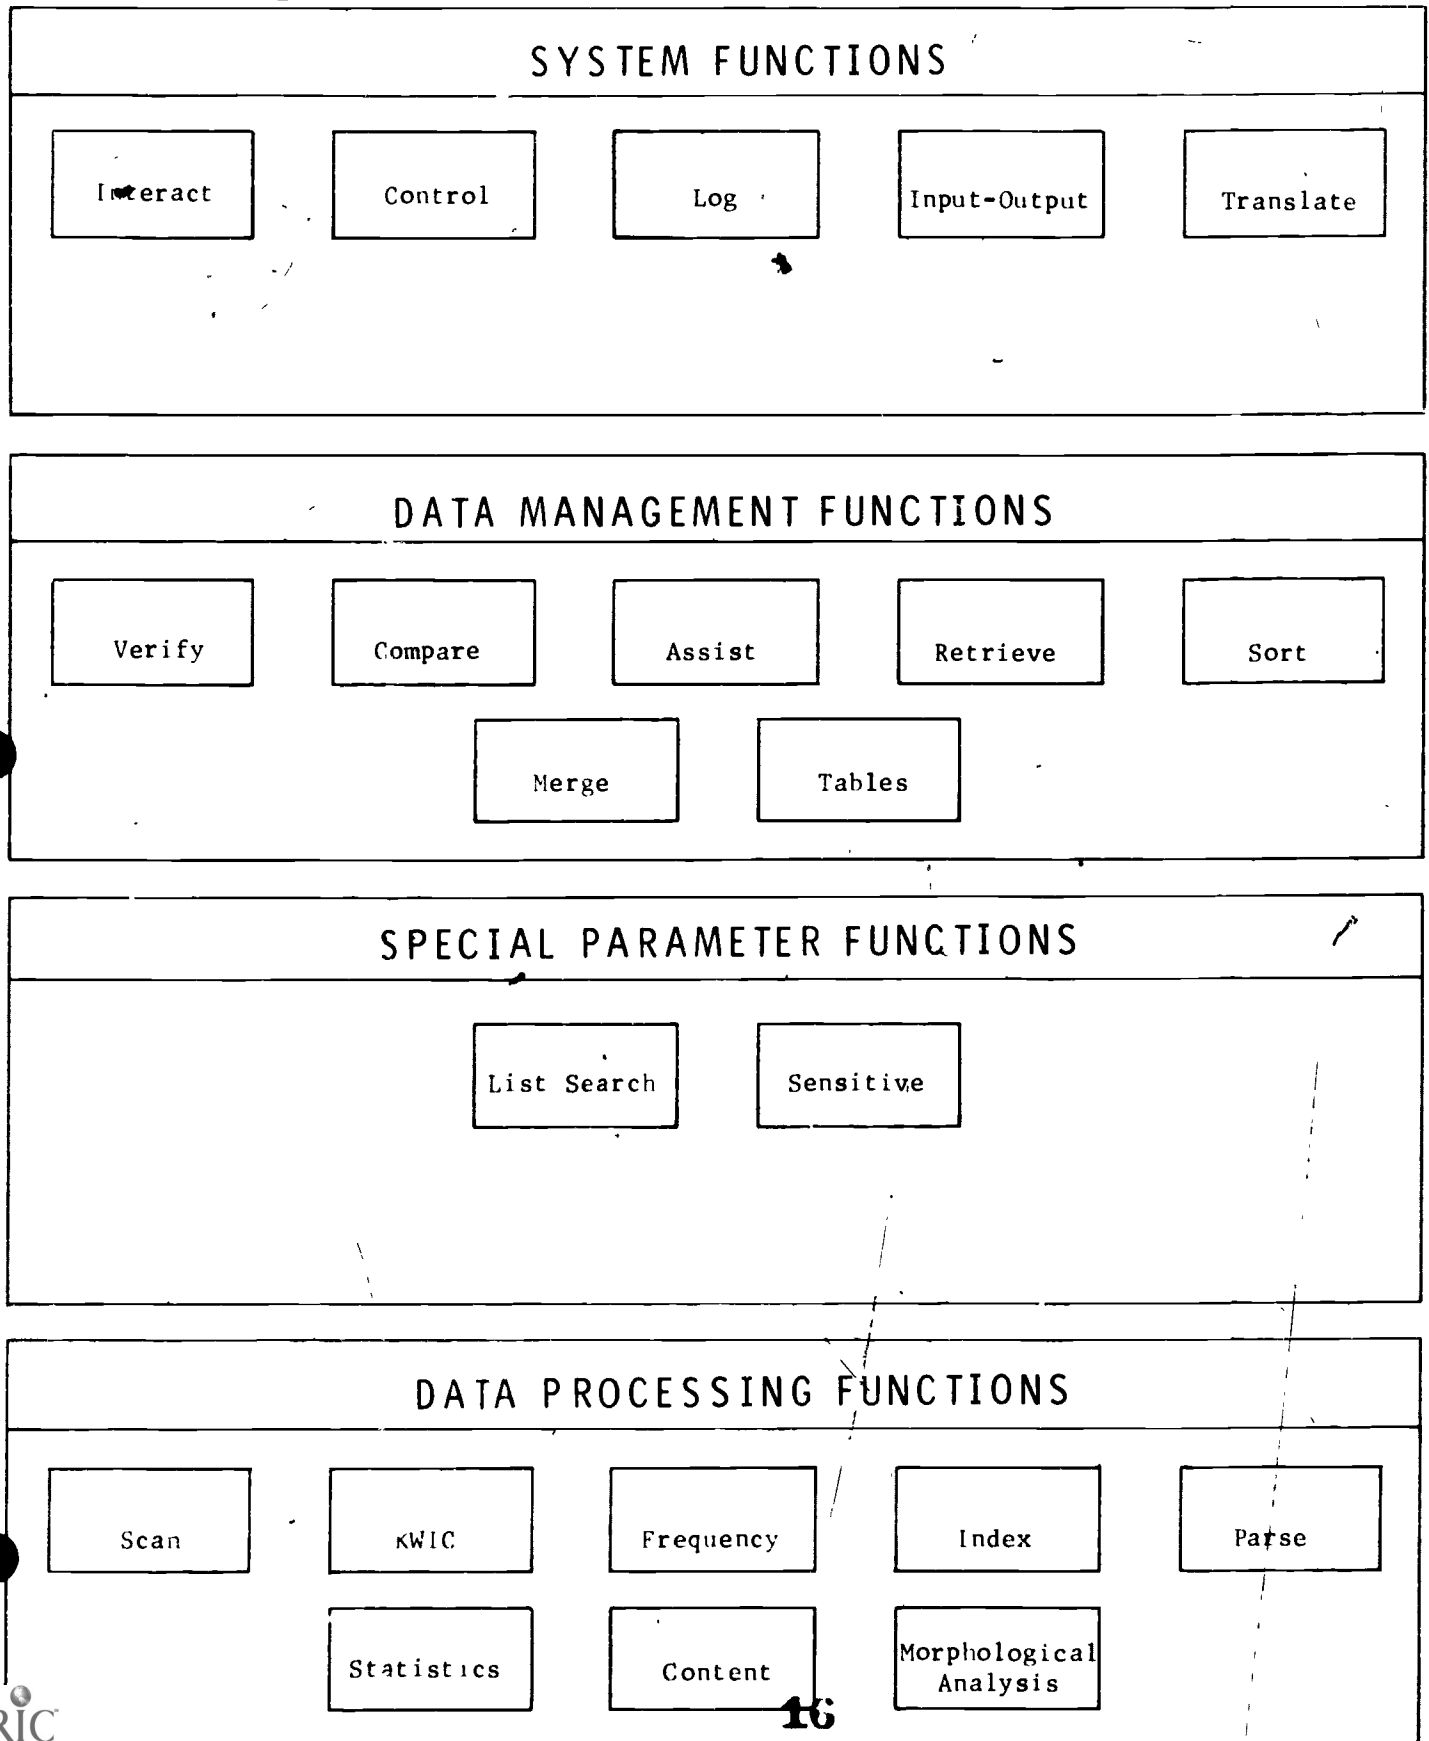 SYSTEM FUNCTIONS
Interact Control Log Input-Output Translate
DATA MANAGEMENT FUNCTIONS
Verify Compare Assist Retrieve Sort
Merge Tables
SPECIAL PARAMETER FUNCTIONS
List Search Sensitive
DATA PROCESSING FUNCTIONS
Scan KWIC Frequency Index Parse
Statistics Content Morphological
Analysis
16
RIC